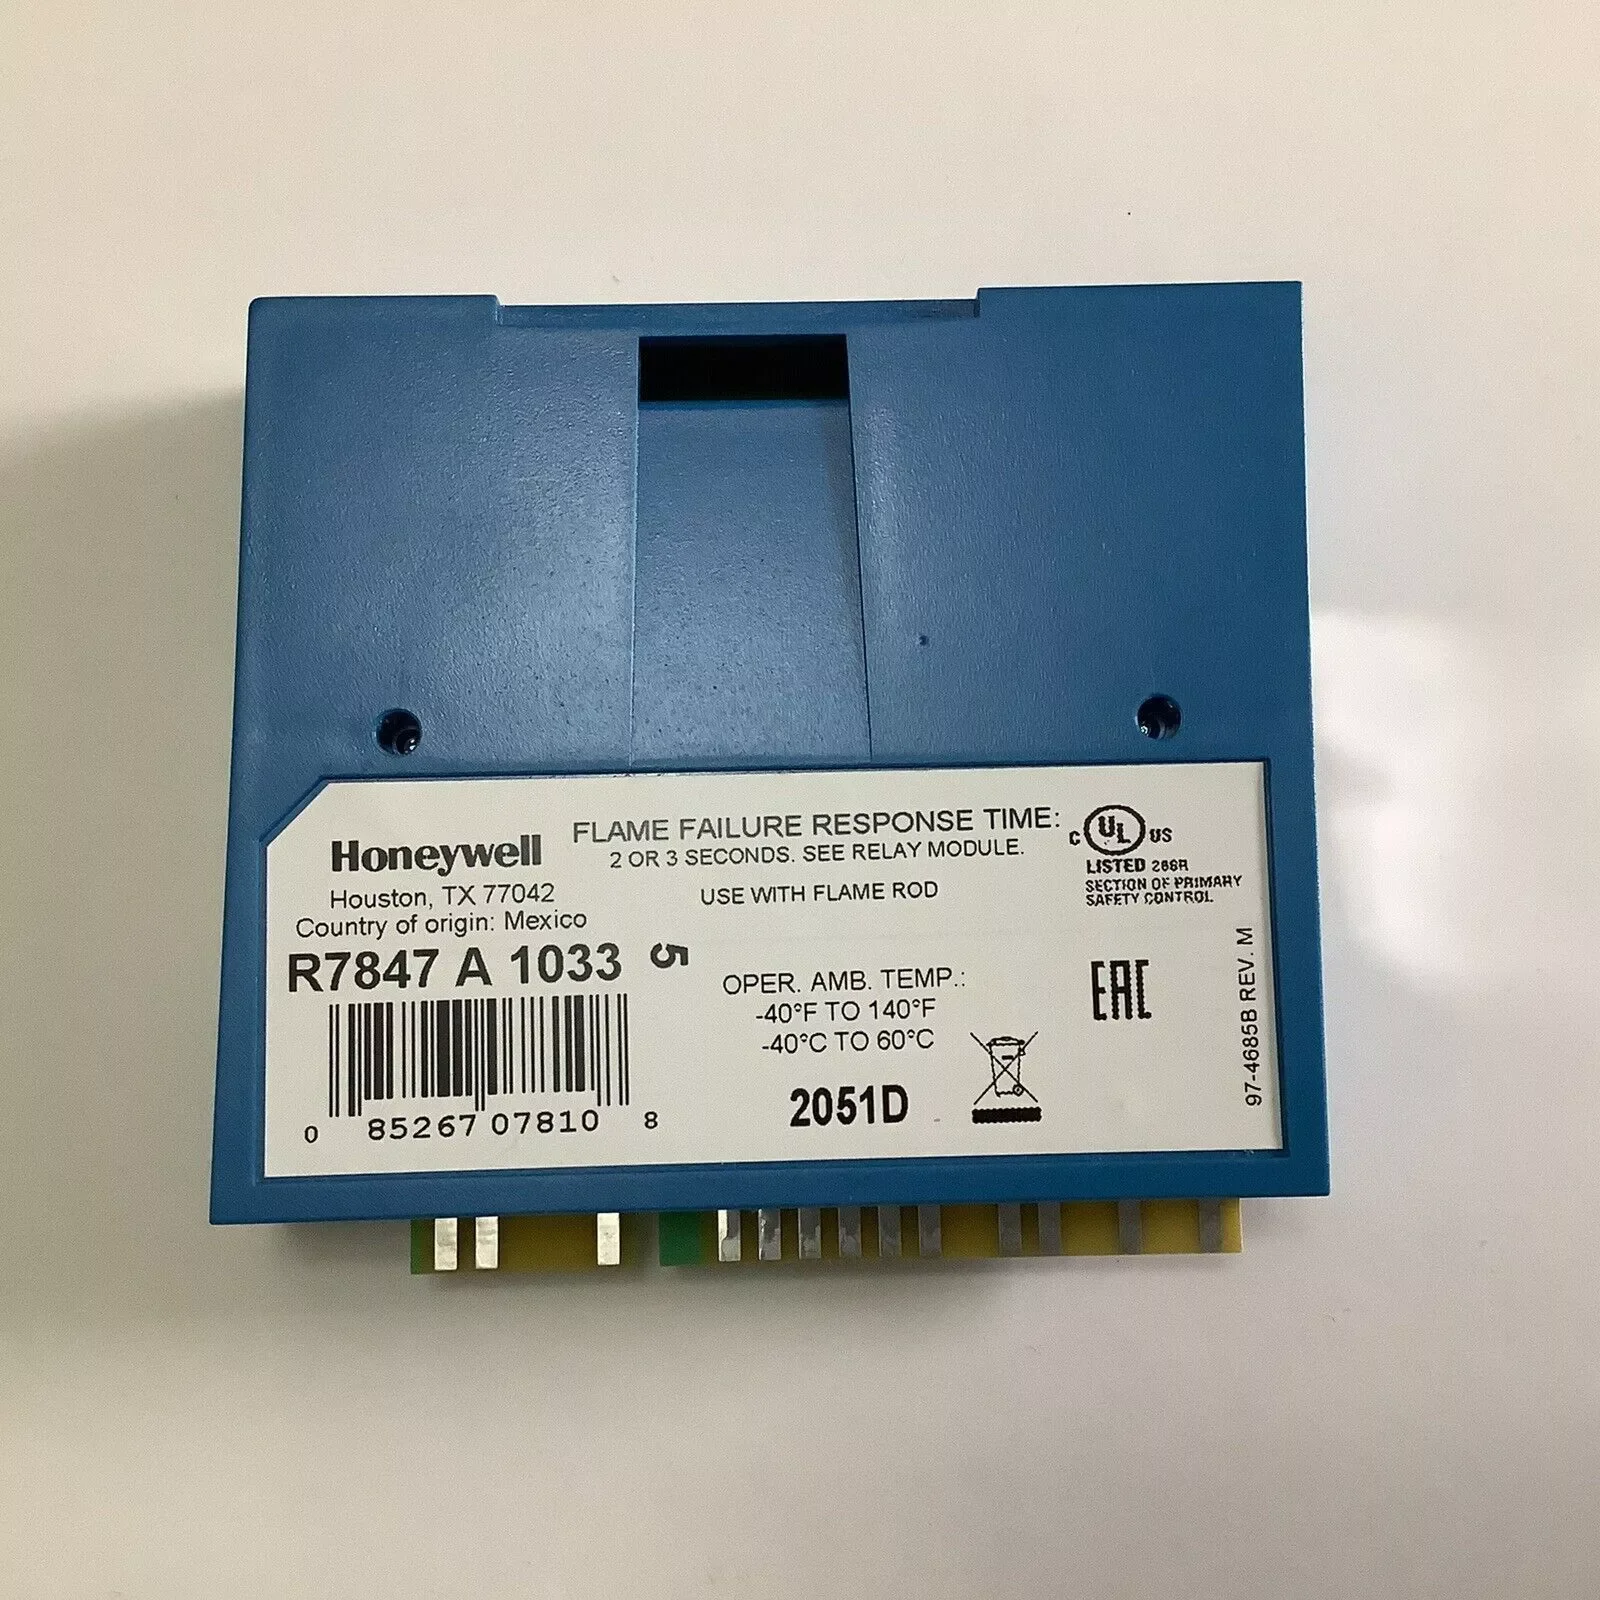 Honeywell
Houston, TX 77042
Country of origin: Mexico
R7847 A 1033 5
0 85267 07810 8
FLAME FAILURE RESPONSE TIME:
2 OR 3 SECONDS. SEE RELAY MODULE.
USE WITH FLAME ROD
OPER. AMB. TEMP.:
-40°F TO 140°F
-40°C TO 60°C
2051D
C UL US
LISTED 268R
SECTION OF PRIMARY
SAFETY CONTROL.
EAC
97-4685B REV. M